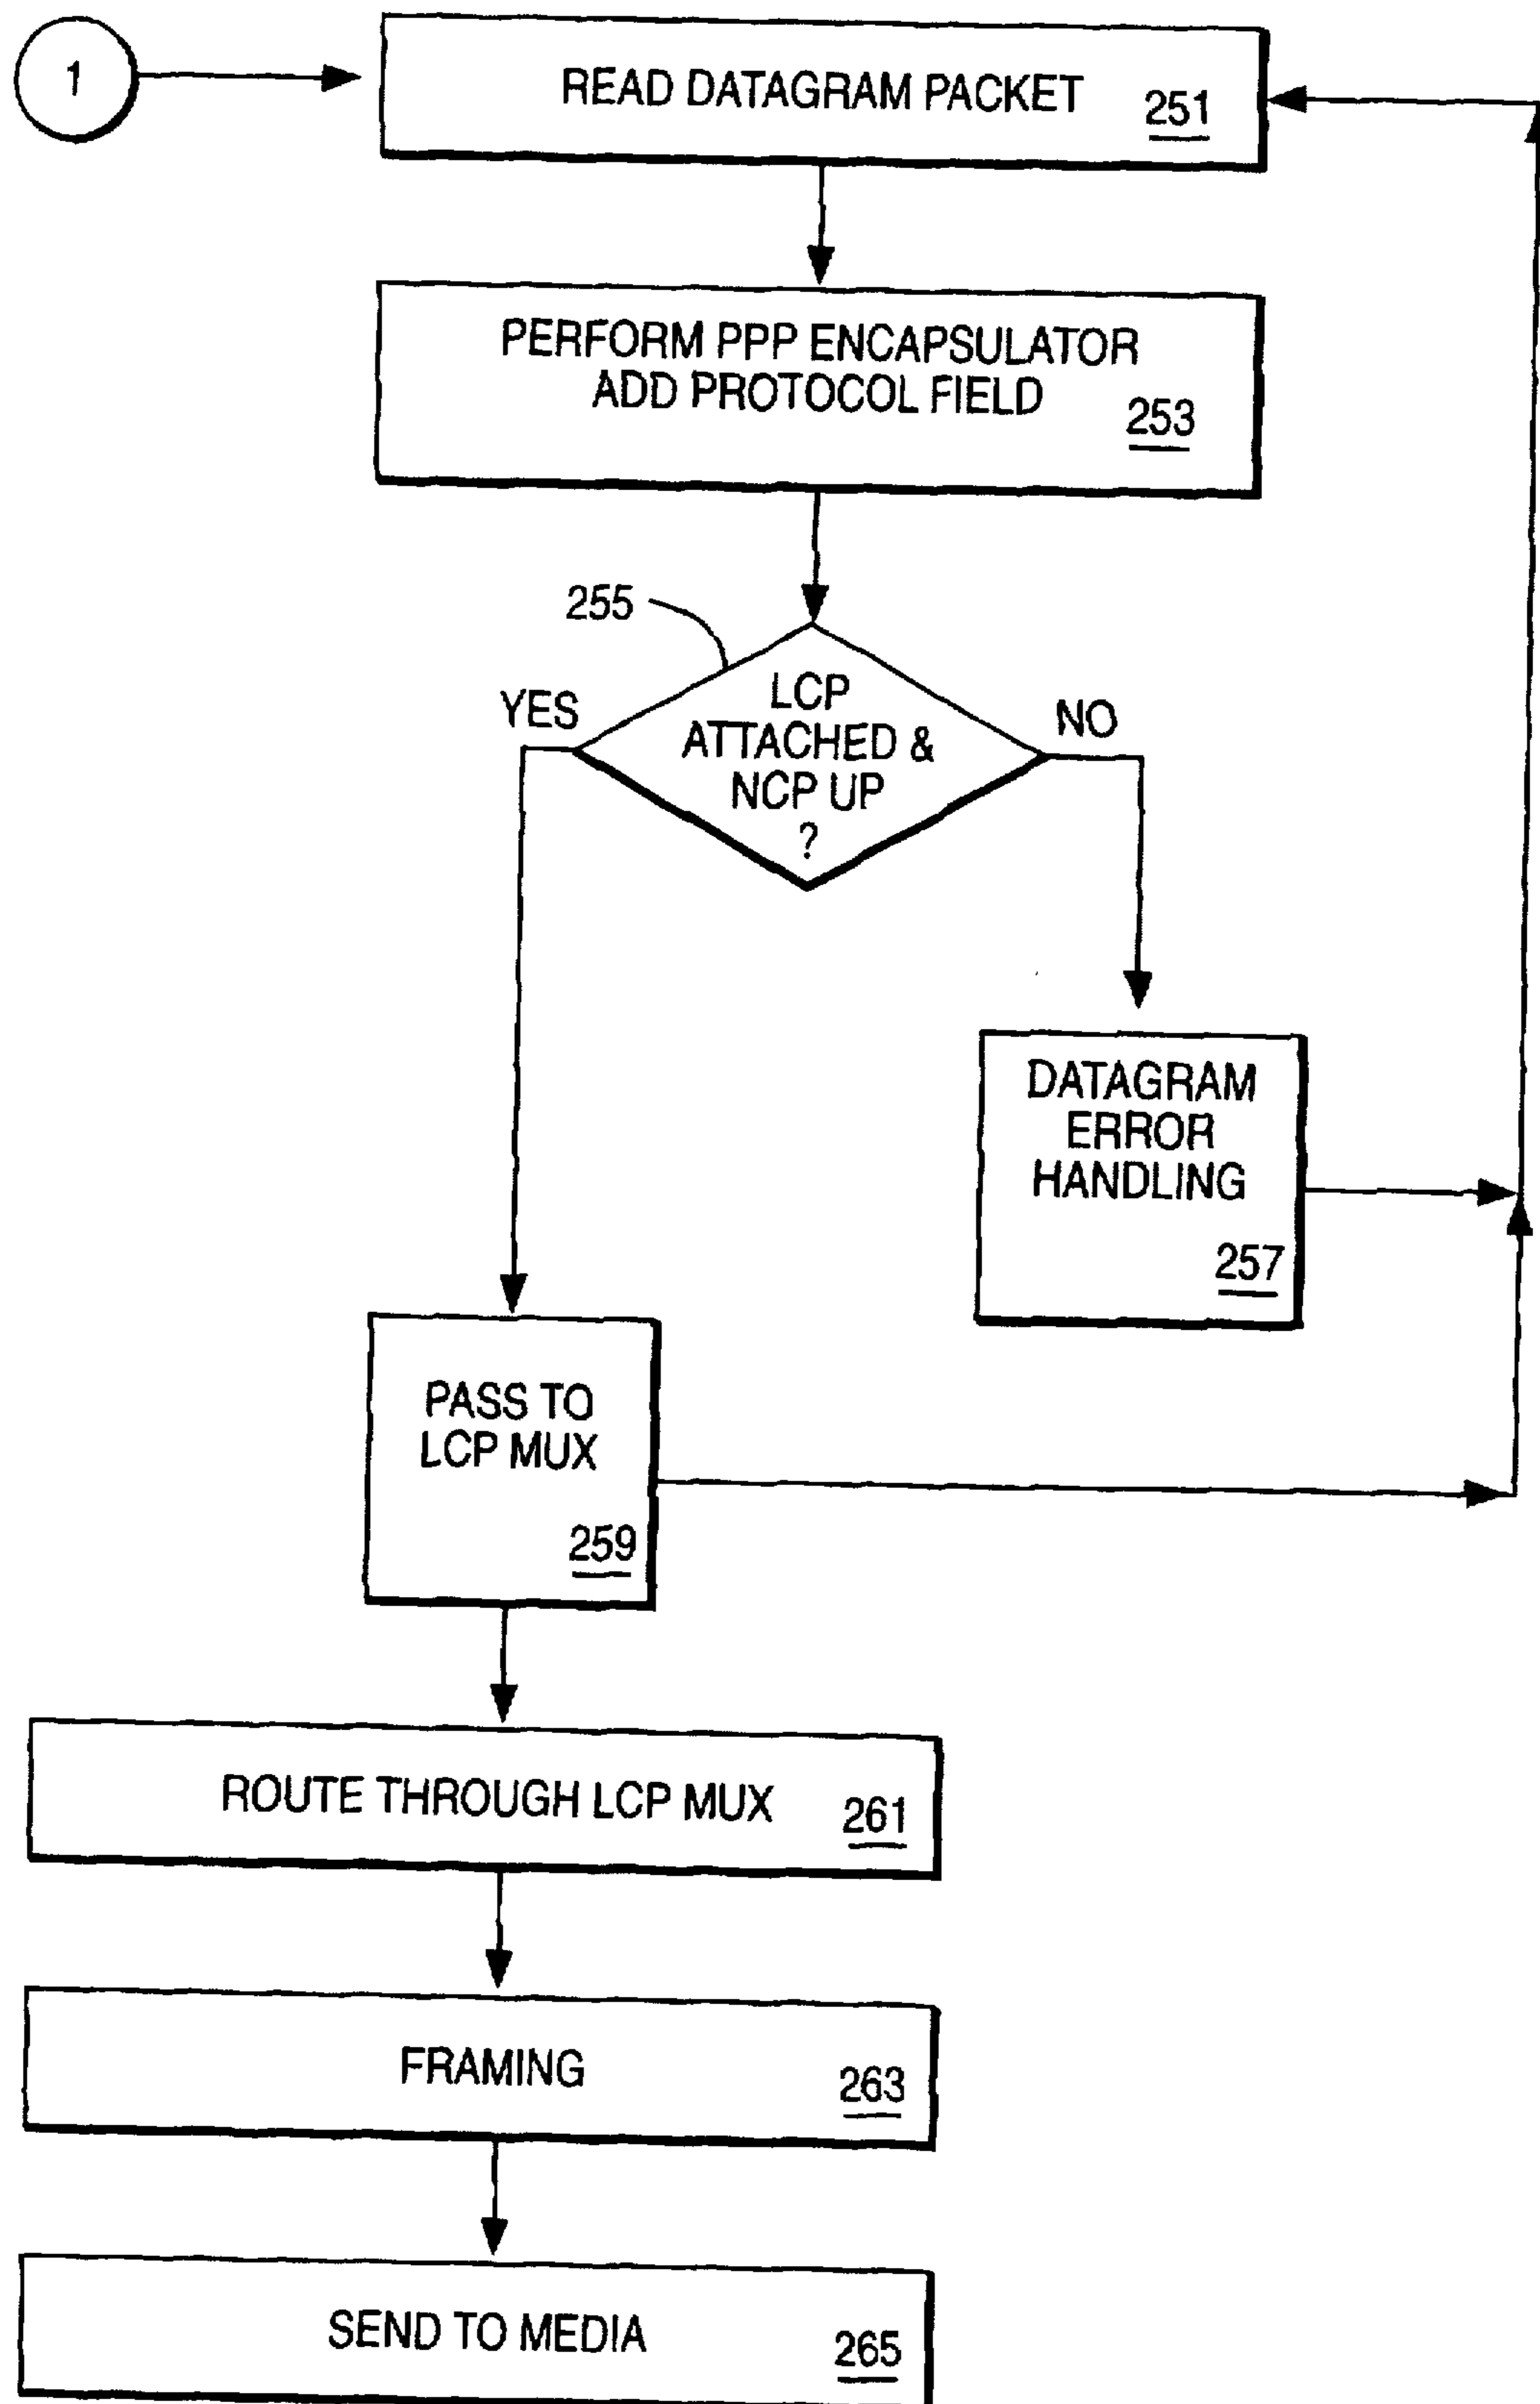 1
READ DATAGRAM PACKET
251
PERFORM PPP ENCAPSULATOR
ADD PROTOCOL FIELD
253
255
YES
LCP
ATTACHED &
NCP UP
?
NO
DATAGRAM
ERROR
HANDLING
257
PASS TO
LCP MUX
259
ROUTE THROUGH LCP MUX
261
FRAMING
263
SEND TO MEDIA
265